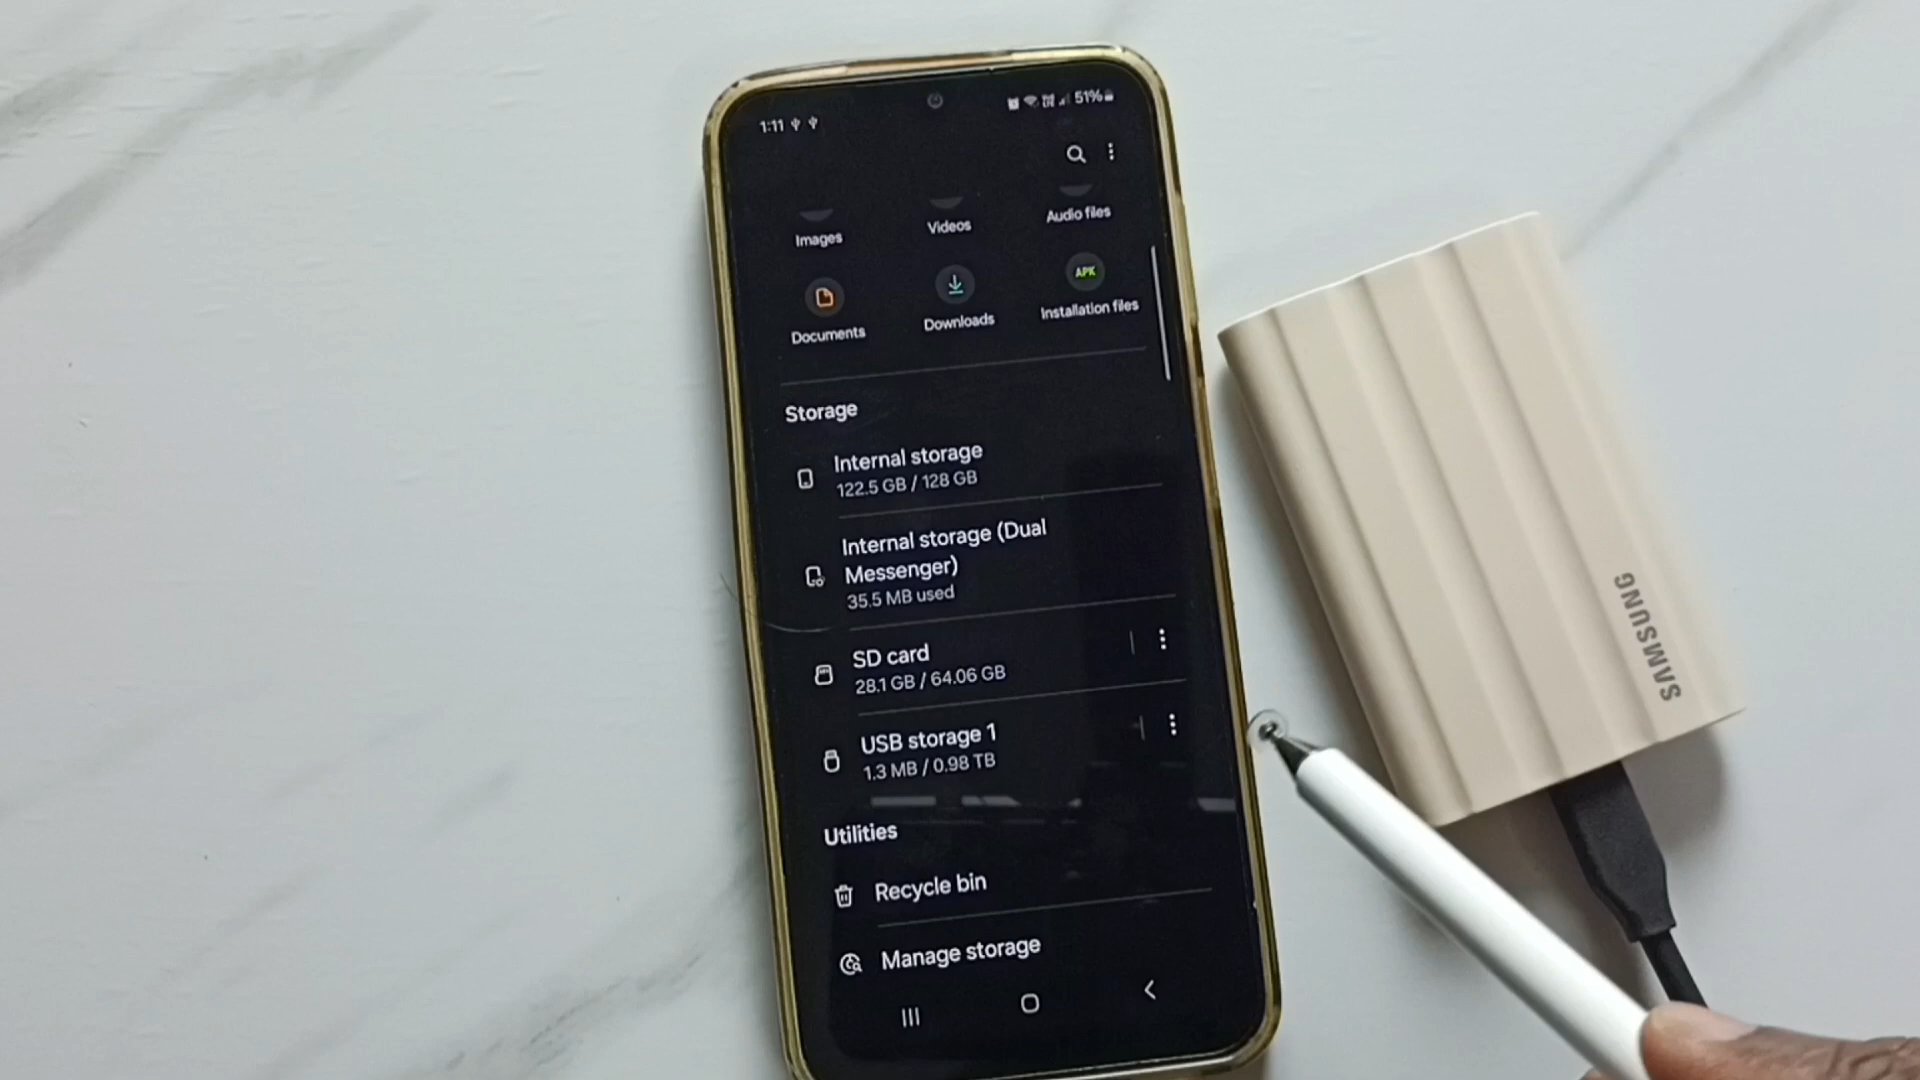 1:11
51%
Images
Videos
Audio files
APK
Documents
Downloads
Installation files
Storage
Internal storage
122.5 GB / 128 GB
Internal storage (Dual
Messenger)
35.5 MB used
SD card
28.1 GB / 64.06 GB
USB storage 1
1.3 MB / 0.98 TB
Utilities
Recycle bin
Manage storage
SAMSUNG